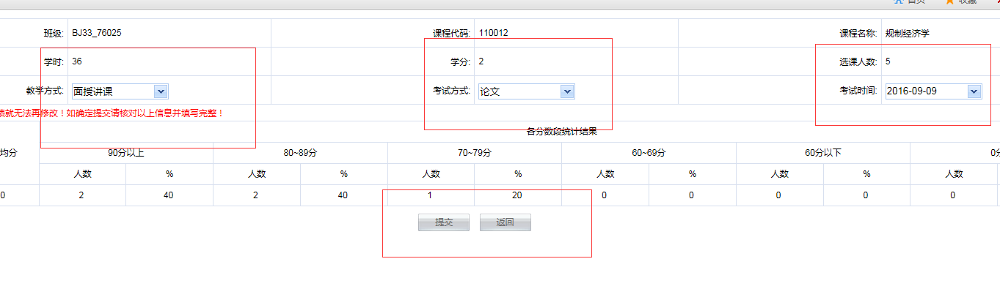 首页 收藏
班级: BJ33_76025 课程代码: 110012 课程名称: 规制经济学
学时: 36 学分: 2 选课人数: 5
教学方式: 面授讲课 考试方式: 论文 考试时间: 2016-09-09
绩就无法再修改！如确定提交请核对以上信息并填写完整！
各分数段统计结果
均分 90分以上 80~89分 70~79分 60~69分 60分以下 0分
人数 % 人数 % 人数 % 人数 % 人数 % 人数
0 2 40 2 40 1 20 0 0 0 0 0
提交 返回